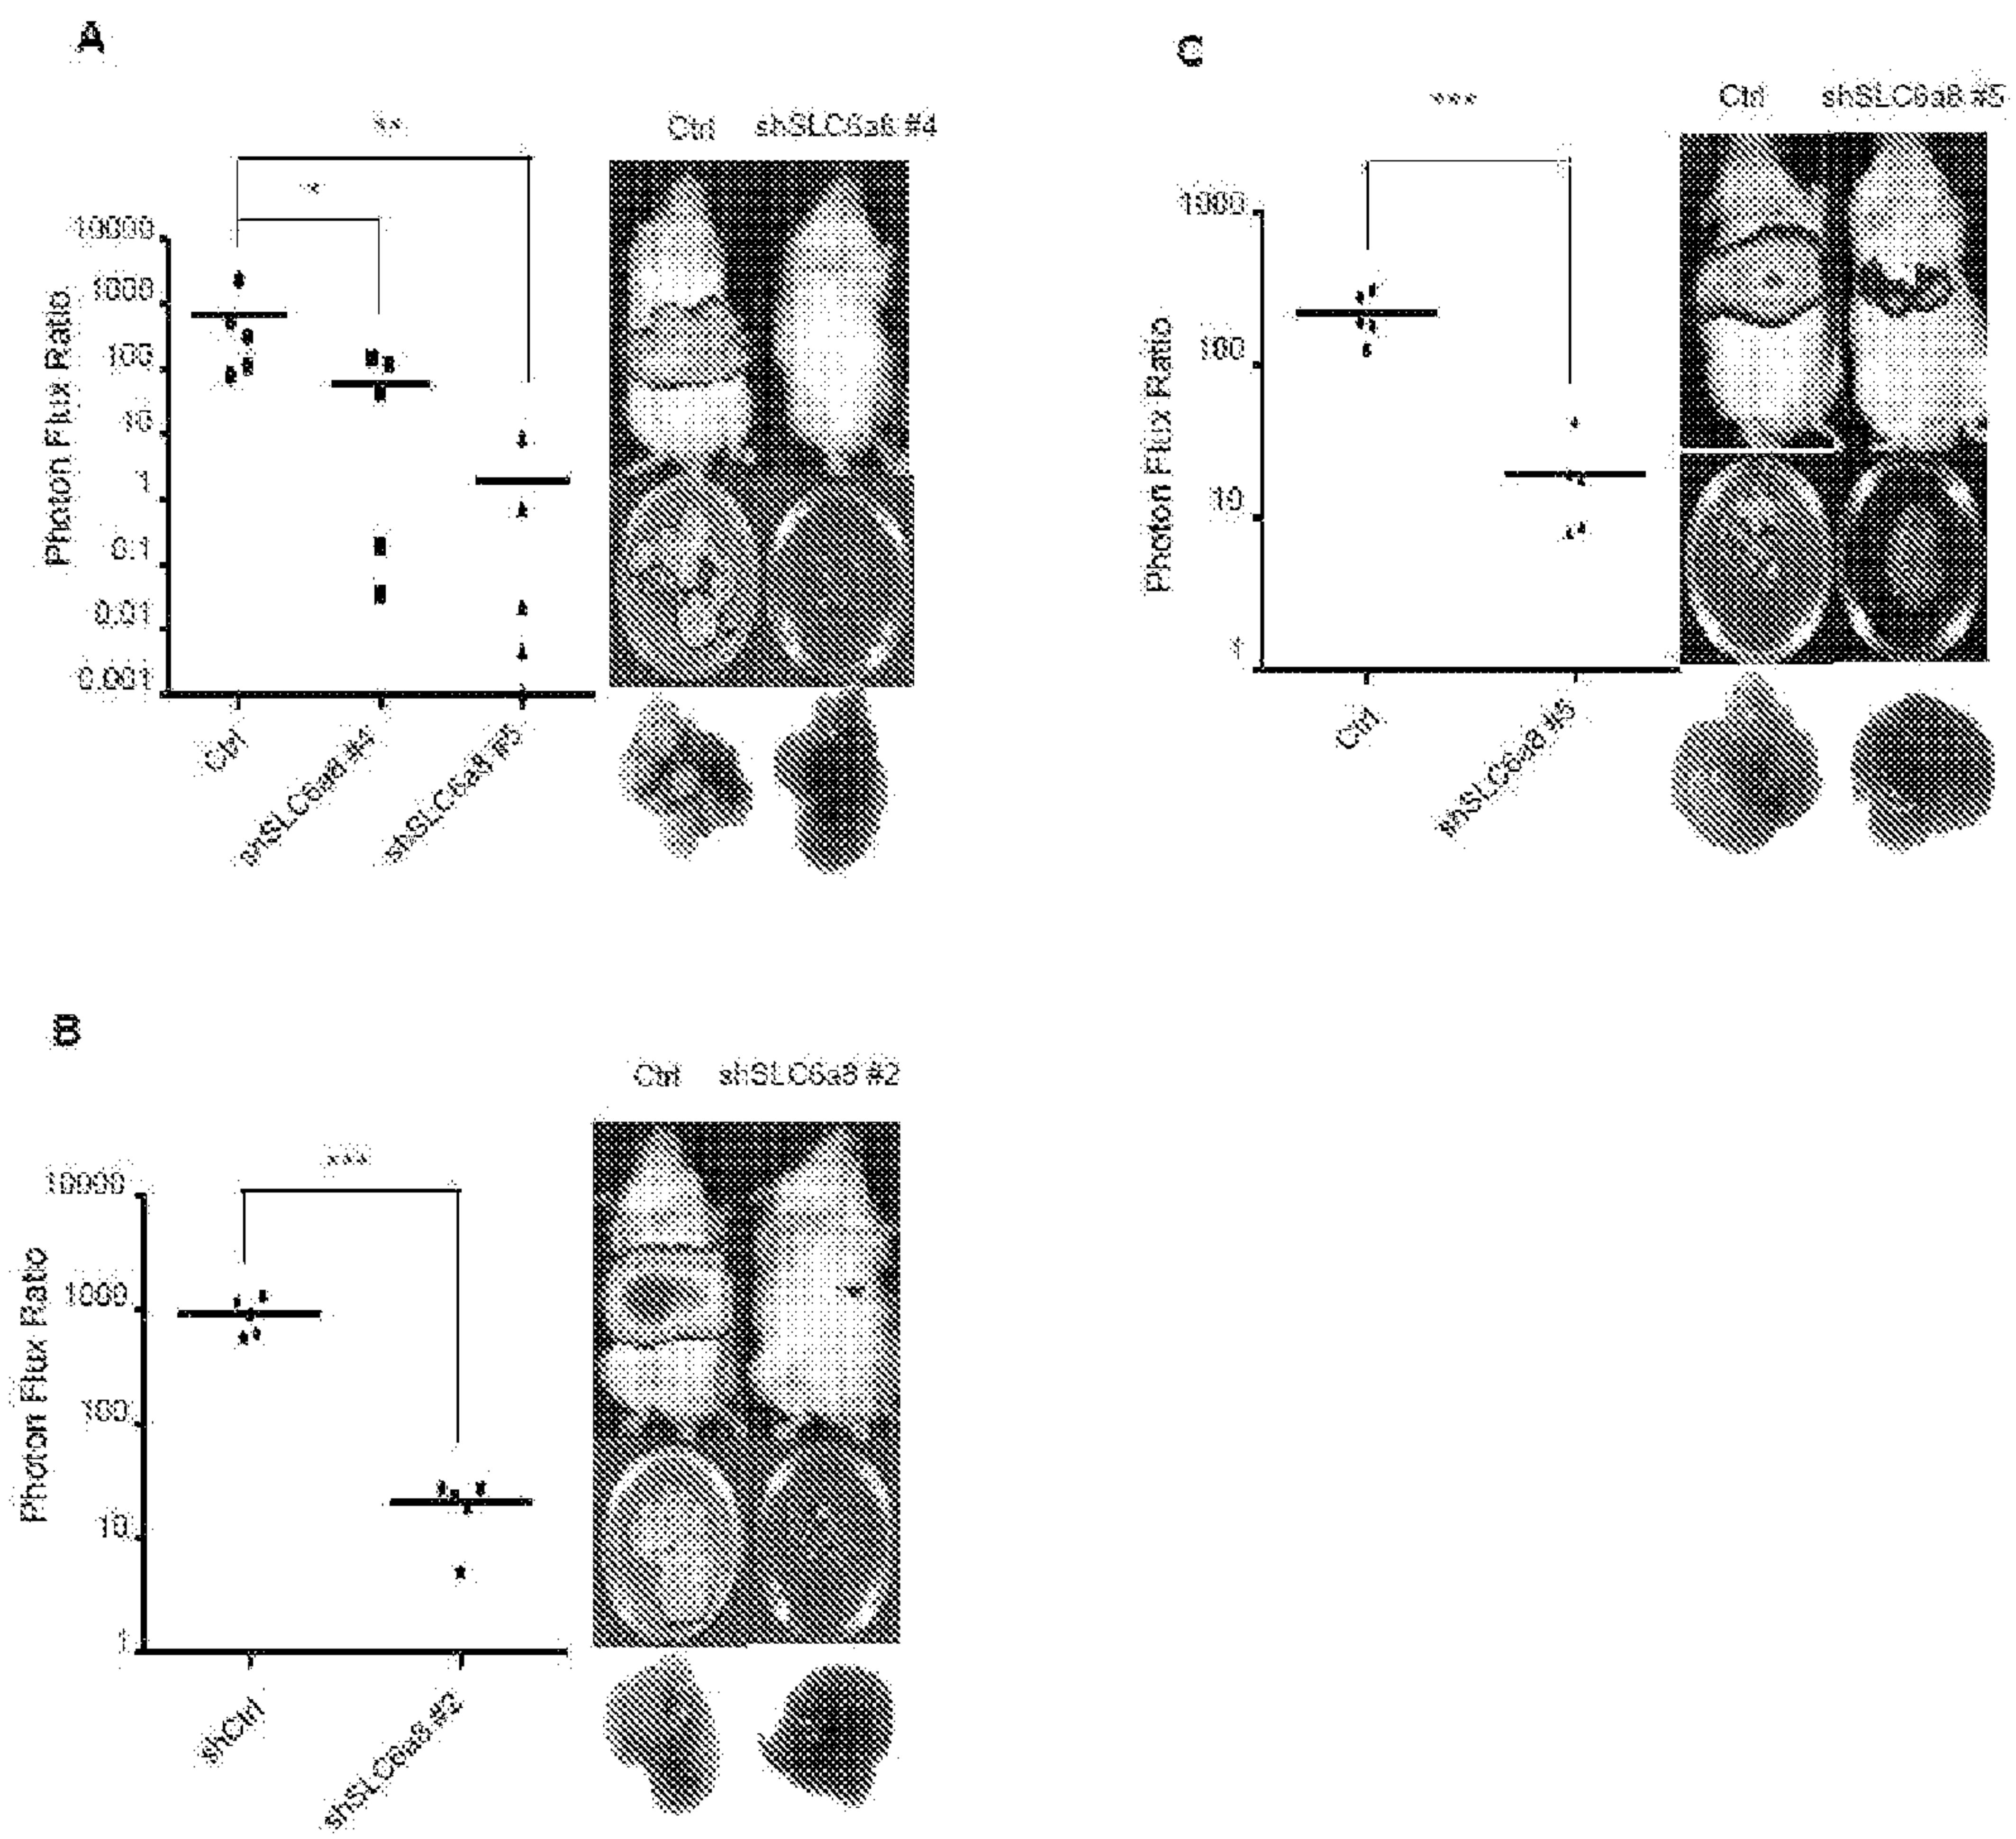 A
**
*
Ctrl shSLC6a8 #4
10000
1000
100
10
1
0.1
0.01
0.001
Photon Flux Ratio
Ctrl
shSLC6a8 #4
shSLC6a8 #5
C
***
Ctrl shSLC6a8 #5
1000
100
10
1
Photon Flux Ratio
Ctrl
shSLC6a8 #5
B
***
Ctrl shSLC6a8 #2
10000
1000
100
10
1
Photon Flux Ratio
shCtrl
shSLC6a8 #2